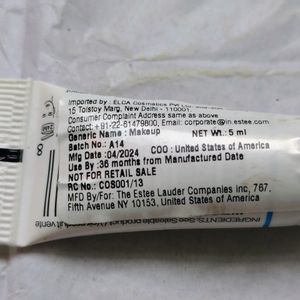 Imported by : ELCA Cosmetics Pvt Ltd
15 Tolstoy Marg, New Delhi - 110001.
Consumer Complaint Address same as above
Contact: +91-22-61479800, Email: corporate@in.estee.com
Generic Name : Makeup NET Wt.: 5 ml
Batch No. : A14
Mfg Date : 04/2024 COO : United States of America
Use By : 36 months from Manufactured Date
NOT FOR RETAIL SALE
RC No.: COS001/13
MFD By/For: The Estee Lauder Companies inc, 767,
Fifth Avenue NY 10153, United States of America
INGREDIENTS: See Saleable product / Voir
produit vente